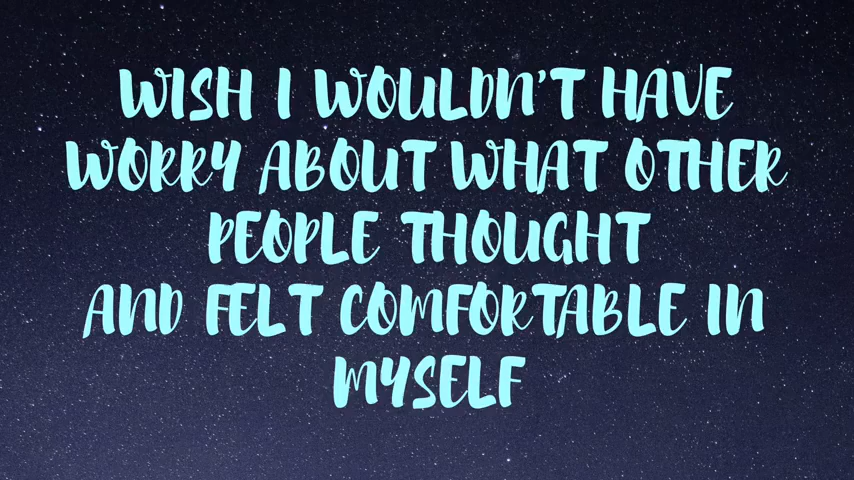 WISH I WOULDN'T HAVE
WORRY ABOUT WHAT OTHER
PEOPLE THOUGHT
AND FELT COMFORTABLE IN
MYSELF